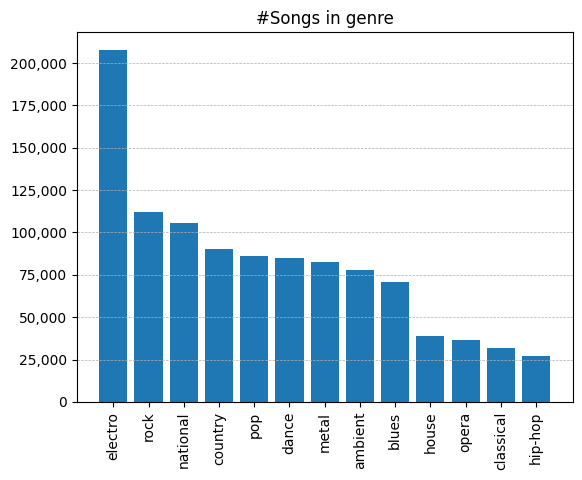 #Songs in genre
200,000
175,000
150,000
125,000
100,000
75,000
50,000
25,000
0
electro
rock
national
country
pop
dance
metal
ambient
blues
house
opera
classical
hip-hop